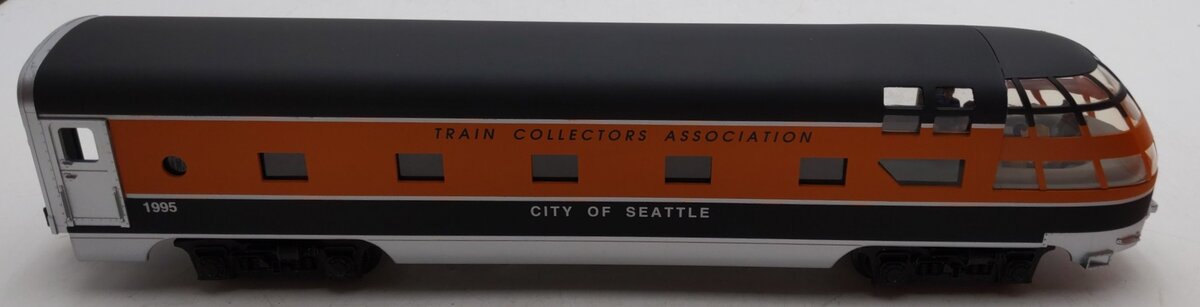 TRAIN COLLECTORS ASSOCIATION
1995
CITY OF SEATTLE